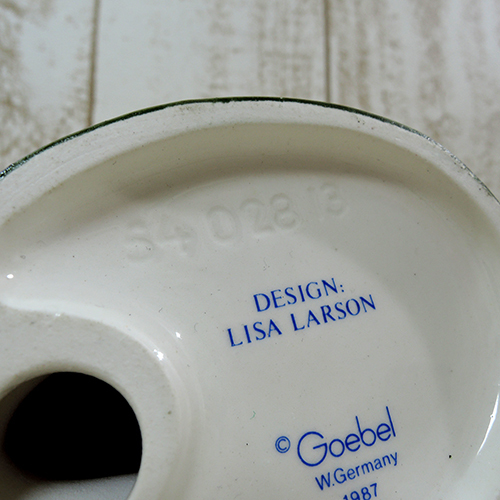 54 028 13
DESIGN:
LISA LARSON
© Goebel
W.Germany
1987